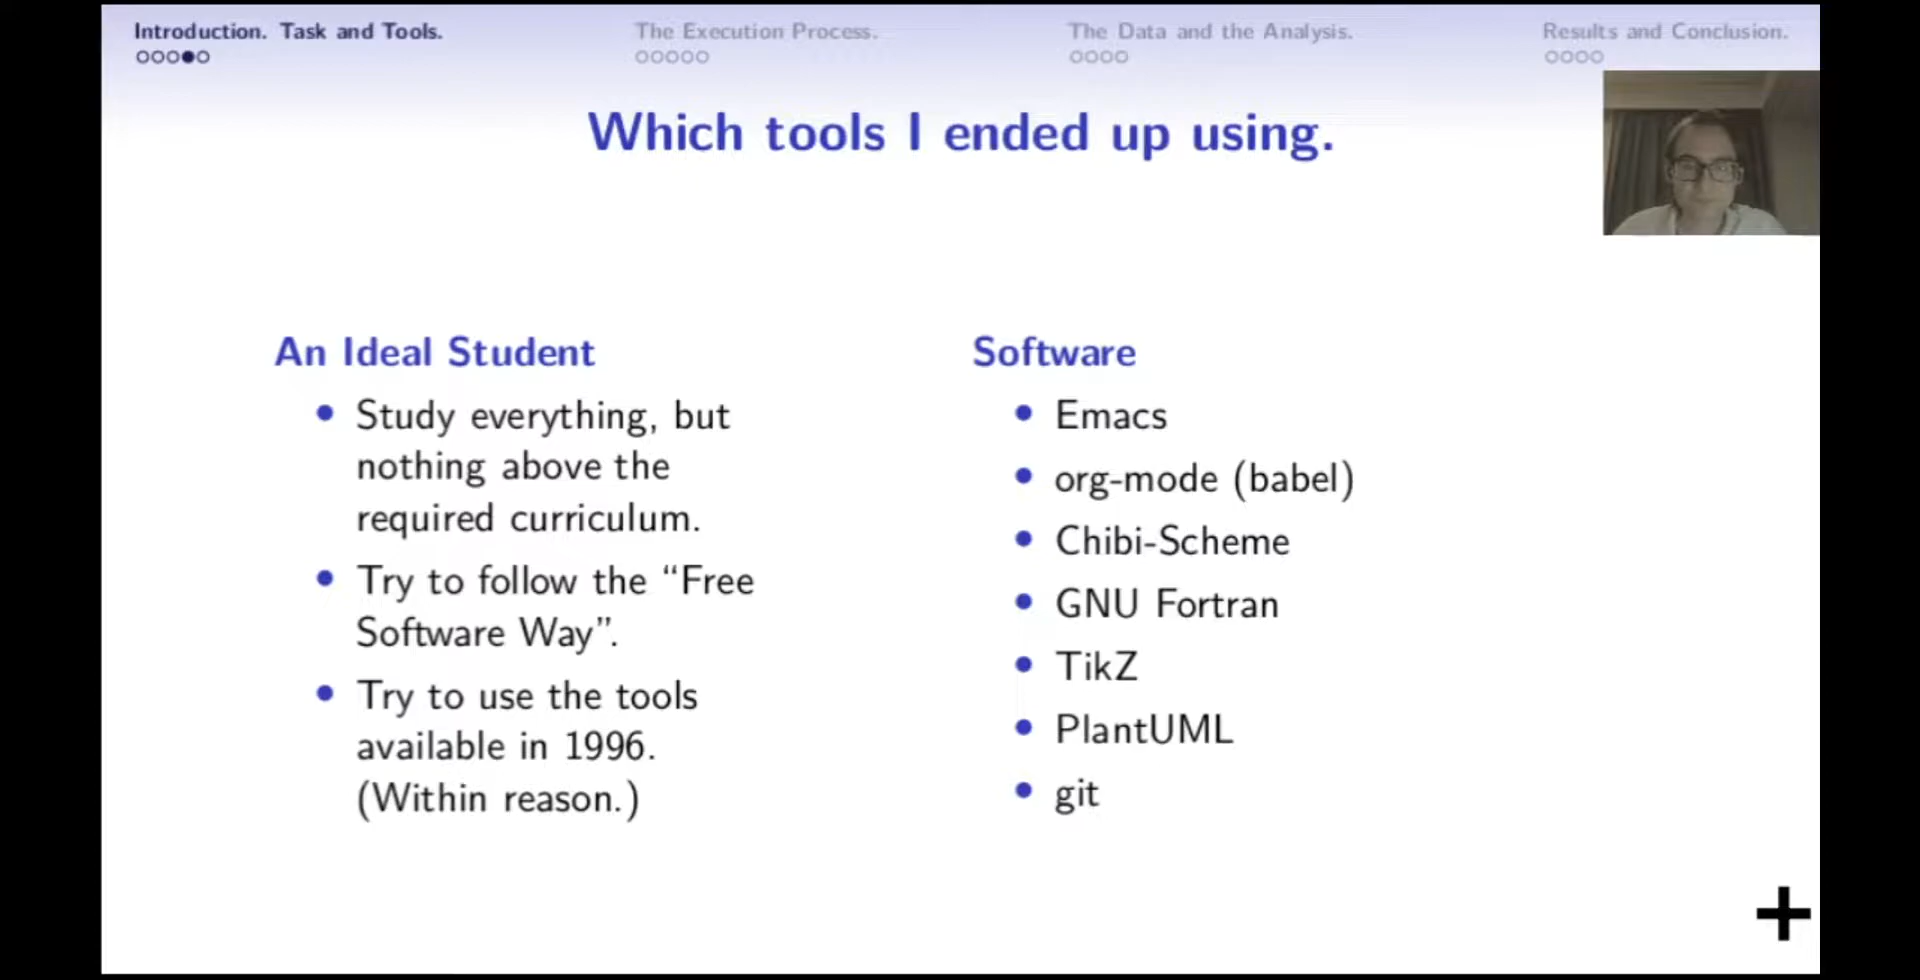 Introduction. Task and Tools.
The Execution Process.
The Data and the Analysis.
Results and Conclusion.
Which tools I ended up using.
An Ideal Student
Study everything, but
nothing above the
required curriculum.
Try to follow the “Free
Software Way”.
Try to use the tools
available in 1996.
(Within reason.)
Software
Emacs
org-mode (babel)
Chibi-Scheme
GNU Fortran
TikZ
PlantUML
git